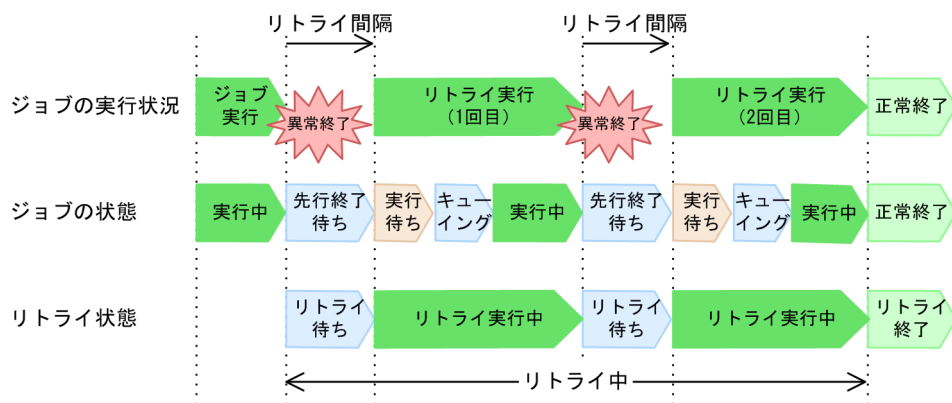 リトライ間隔
リトライ間隔
ジョブの実行状況
ジョブ
実行
異常終了
リトライ実行
(1回目)
異常終了
リトライ実行
(2回目)
正常終了
ジョブの状態
実行中
先行終了
待ち
実行
待ち
キュー
イング
実行中
先行終了
待ち
実行
待ち
キュー
イング
実行中
正常終了
リトライ状態
リトライ
待ち
リトライ実行中
リトライ
待ち
リトライ実行中
リトライ
終了
リトライ中